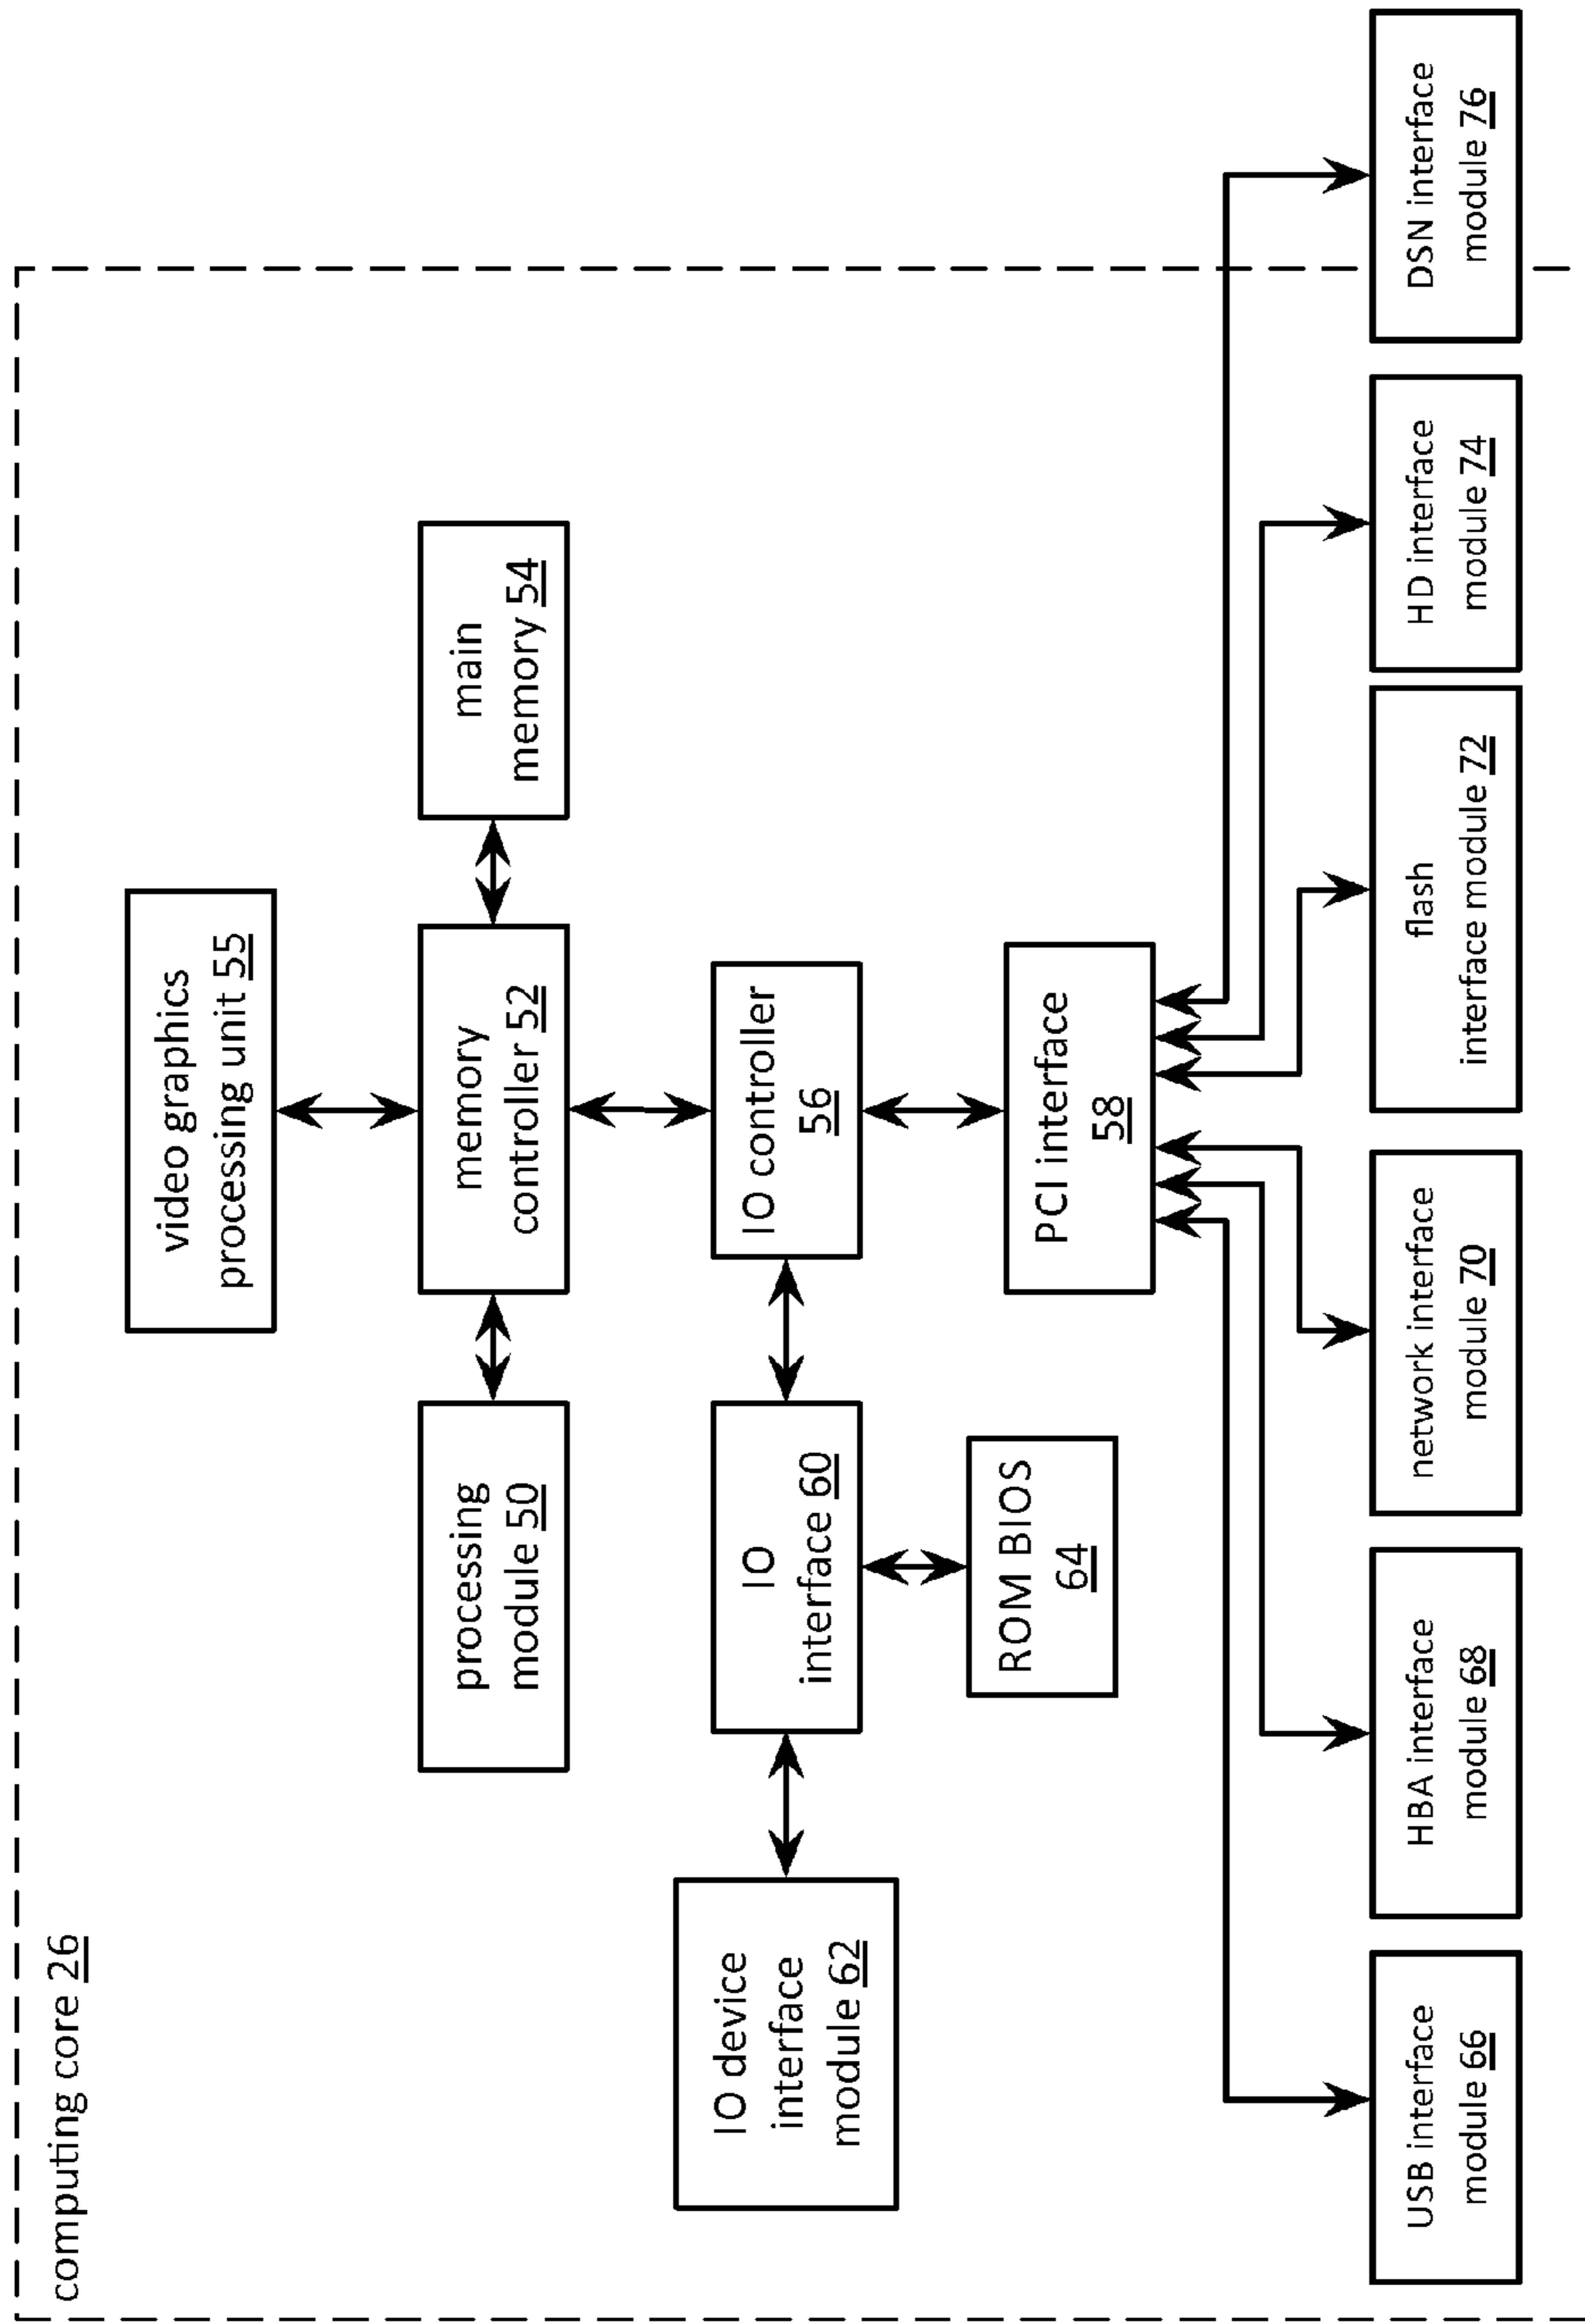 computing core 26
video graphics
processing unit 55
processing
module 50
memory
controller 52
main
memory 54
IO device
interface
module 62
IO
interface 60
IO controller
56
ROM BIOS
64
PCI interface
58
USB interface
module 66
HBA interface
module 68
network interface
module 70
flash
interface module 72
HD interface
module 74
DSN interface
module 76